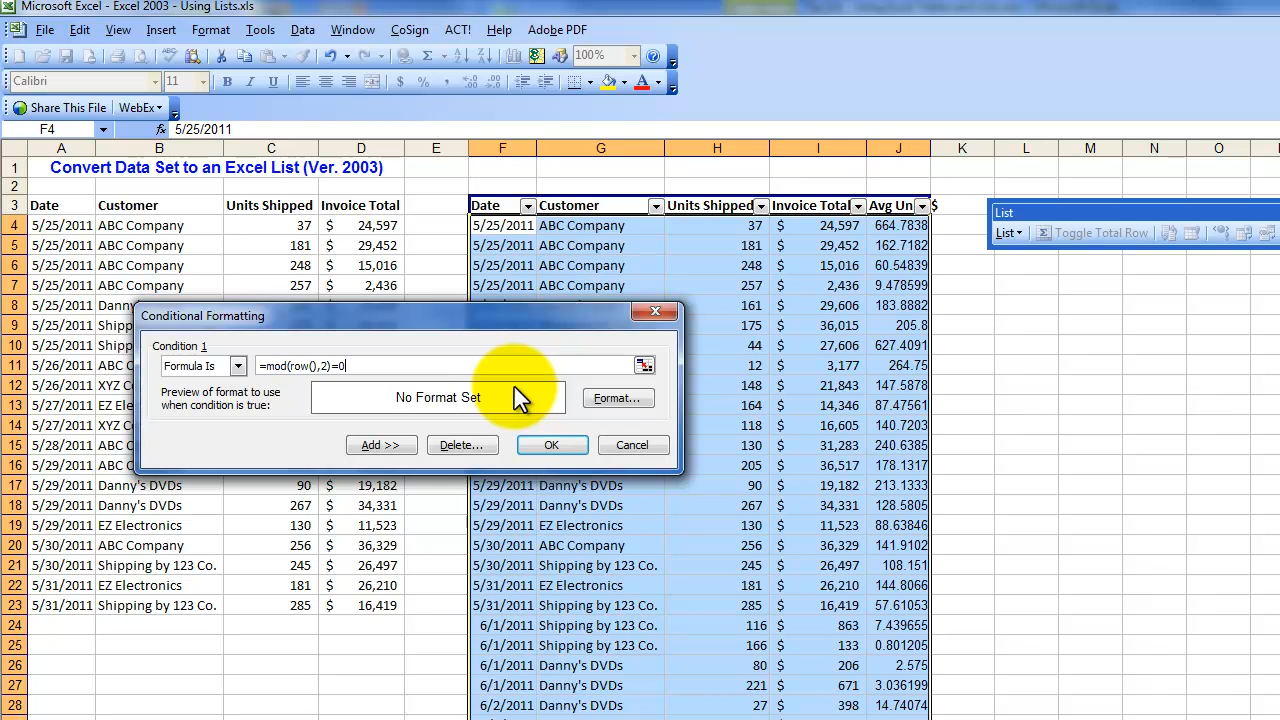 Microsoft Excel - Excel 2003 - Using Lists.xls
File Edit View Insert Format Tools Data Window CoSign ACT! Help Adobe PDF
100%
Calibri 11 B I U
Share This File WebEx
F4 fx 5/25/2011
A B C D E F G H I J K L M N O P
1 Convert Data Set to an Excel List (Ver. 2003)
2
3 Date Customer Units Shipped Invoice Total Date Customer Units Shipped Invoice Total Avg Un $
4 5/25/2011 ABC Company 37 $ 24,597 5/25/2011 ABC Company 37 $ 24,597 664.7838
5 5/25/2011 ABC Company 181 $ 29,452 5/25/2011 ABC Company 181 $ 29,452 162.7182
6 5/25/2011 ABC Company 248 $ 15,016 5/25/2011 ABC Company 248 $ 15,016 60.54839
7 5/25/2011 ABC Company 257 $ 2,436 5/25/2011 ABC Company 257 $ 2,436 9.478599
8 5/25/2011 Dann 161 $ 29,606 183.8882
9 5/25/2011 Shipp 175 $ 36,015 205.8
10 5/25/2011 Shipp 44 $ 27,606 627.4091
11 5/26/2011 ABC C 12 $ 3,177 264.75
12 5/26/2011 XYZ C 148 $ 21,843 147.5878
13 5/27/2011 EZ El 164 $ 14,346 87.47561
14 5/27/2011 XYZ C 118 $ 16,605 140.7203
15 5/28/2011 ABC C 130 $ 31,283 240.6385
16 5/29/2011 ABC C 205 $ 36,517 178.1317
17 5/29/2011 Danny's DVDs 90 $ 19,182 5/29/2011 Danny's DVDs 90 $ 19,182 213.1333
18 5/29/2011 Danny's DVDs 267 $ 34,331 5/29/2011 Danny's DVDs 267 $ 34,331 128.5805
19 5/29/2011 EZ Electronics 130 $ 11,523 5/29/2011 EZ Electronics 130 $ 11,523 88.63846
20 5/30/2011 ABC Company 256 $ 36,329 5/30/2011 ABC Company 256 $ 36,329 141.9102
21 5/30/2011 Shipping by 123 Co. 245 $ 26,497 5/30/2011 Shipping by 123 Co. 245 $ 26,497 108.151
22 5/31/2011 EZ Electronics 181 $ 26,210 5/31/2011 EZ Electronics 181 $ 26,210 144.8066
23 5/31/2011 Shipping by 123 Co. 285 $ 16,419 5/31/2011 Shipping by 123 Co. 285 $ 16,419 57.61053
24 6/1/2011 Shipping by 123 Co. 116 $ 863 7.439655
25 6/1/2011 Shipping by 123 Co. 166 $ 133 0.801205
26 6/1/2011 Danny's DVDs 80 $ 206 2.575
27 6/1/2011 Danny's DVDs 221 $ 671 3.036199
28 6/2/2011 Danny's DVDs 27 $ 398 14.74074
List
List Toggle Total Row
Conditional Formatting
Condition 1
Formula Is =mod(row(),2)=0
Preview of format to use
when condition is true:
No Format Set
Format...
Add >> Delete... OK Cancel